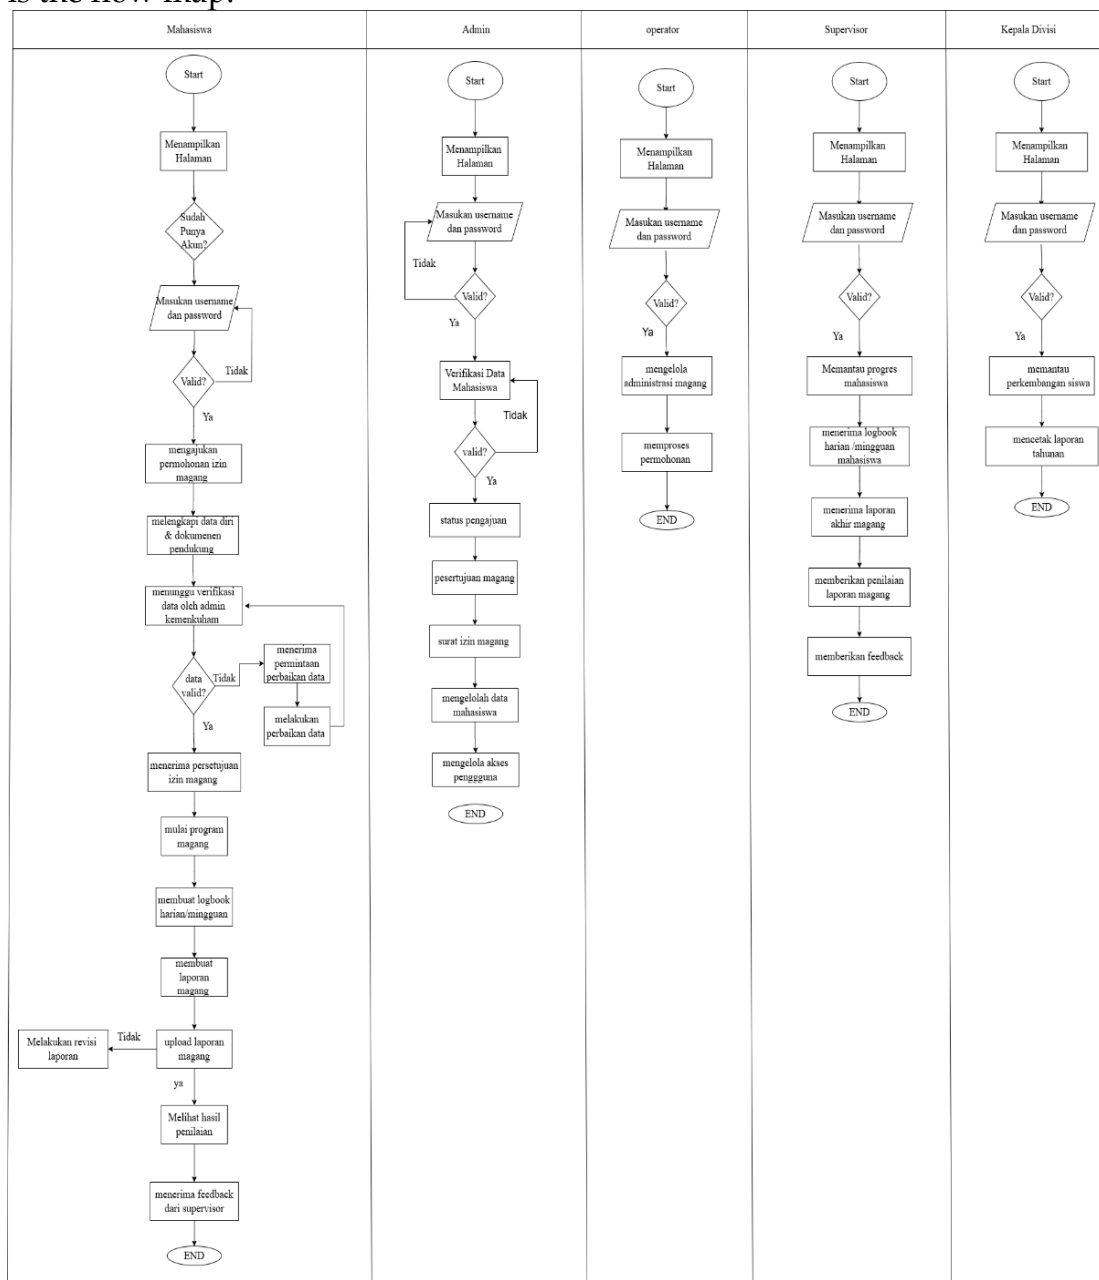 is the flow map:
Mahasiswa
Admin
operator
Supervisor
Kepala Divisi
Start
Menampilkan
Halaman
Sudah
Punya
Akun?
Masukan username
dan password
Valid?
Tidak
Ya
mengajukan
permohonan izin
magang
melengkapi data diri
& dokumenen
pendukung
menunggu verifikasi
data oleh admin
kemenkuham
data
valid?
Tidak
menerima
permintaan
perbaikan data
melakukan
perbaikan data
Ya
menerima persetujuan
izin magang
mulai program
magang
membuat logbook
harian/mingguan
membuat
laporan
magang
upload laporan
magang
Tidak
Melakukan revisi
laporan
ya
Melihat hasil
penilaian
menerima feedback
dari supervisor
END
Start
Menampilkan
Halaman
Masukan username
dan password
Tidak
Valid?
Ya
Verifikasi Data
Mahasiswa
Tidak
valid?
Ya
status pengajuan
pesertujuan magang
surat izin magang
mengelolah data
mahasiswa
mengelola akses
penggguna
END
Start
Menampilkan
Halaman
Masukan username
dan password
Valid?
Ya
mengelola
administrasi magang
memproses
permohonan
END
Start
Menampilkan
Halaman
Masukan username
dan password
Valid?
Ya
Memantau progres
mahasiswa
menerima logbook
harian /mingguan
mahasiswa
menerima laporan
akhir magang
memberikan penilaian
laporan magang
memberikan feedback
END
Start
Menampilkan
Halaman
Masukan username
dan password
Valid?
Ya
memantau
perkembangan siswa
mencetak laporan
tahunan
END